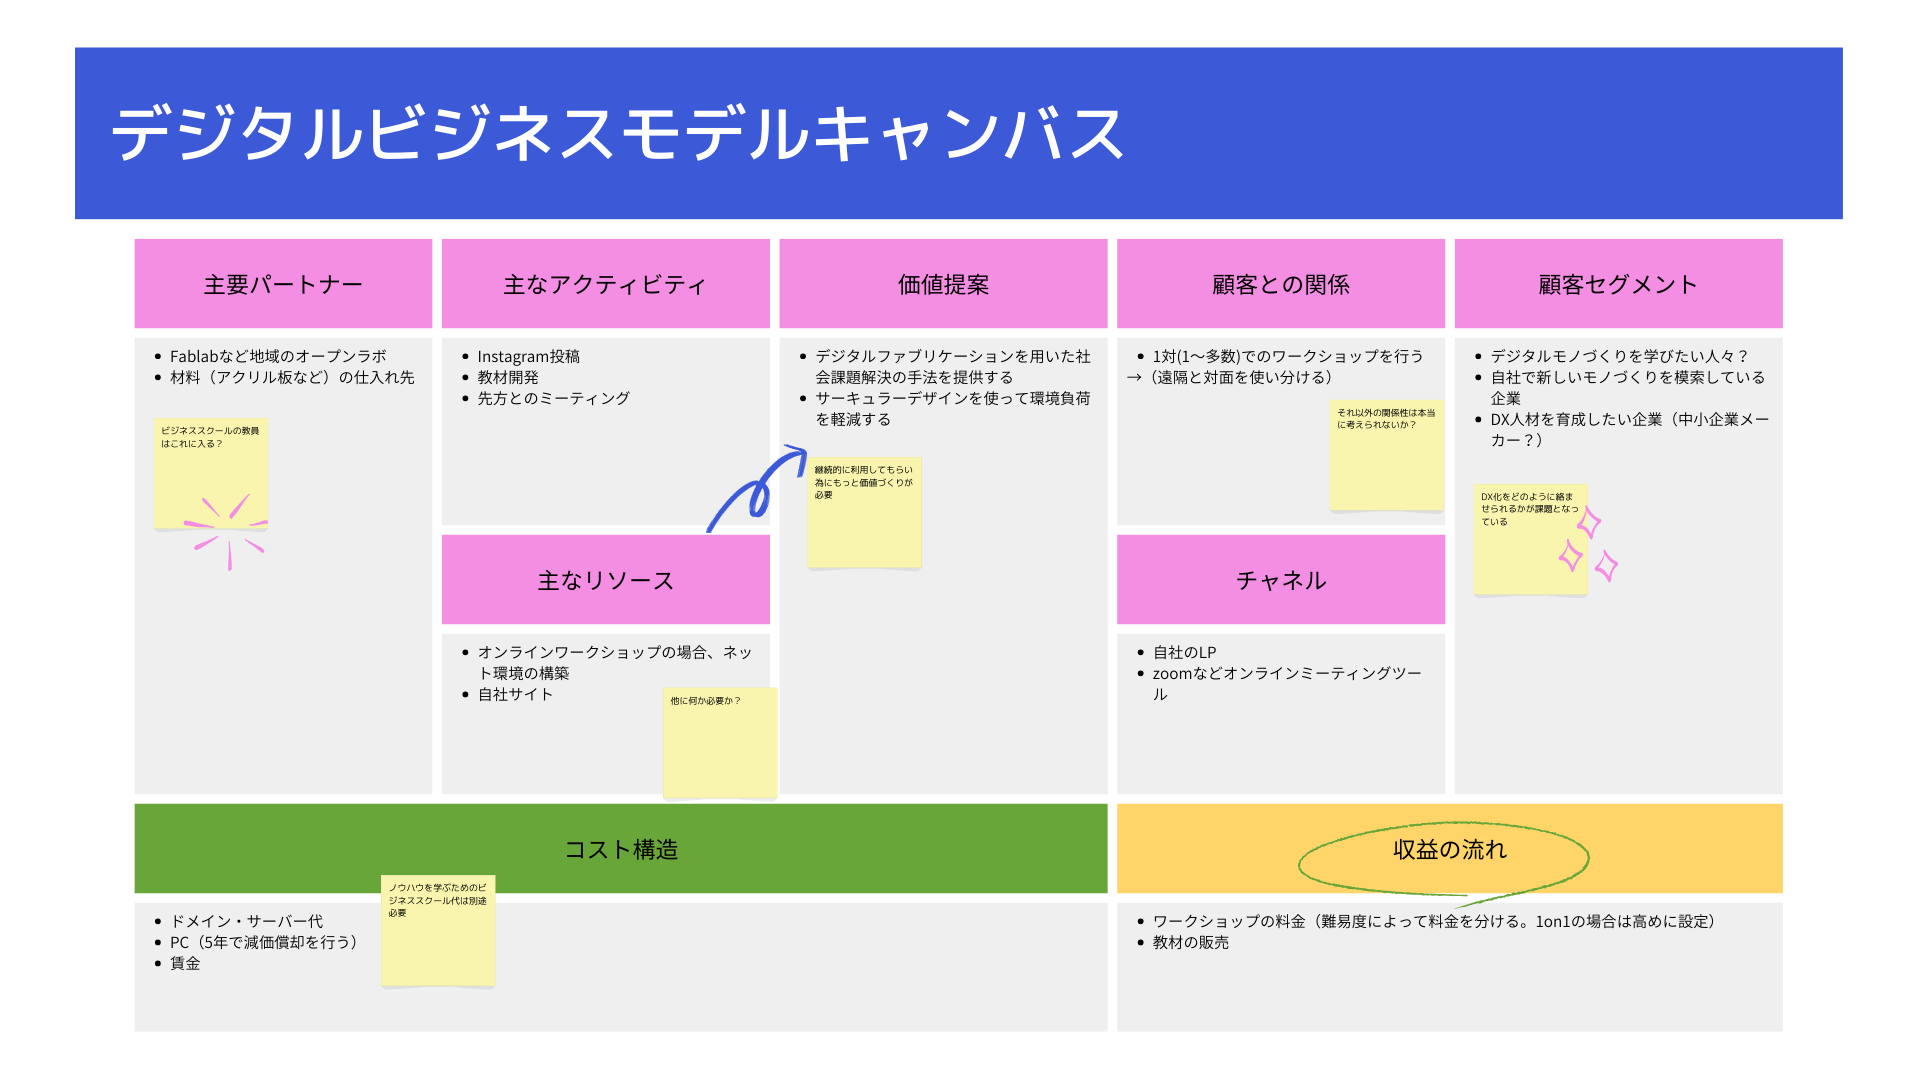 デジタルビジネスモデルキャンバス
主要パートナー
• Fablabなど地域のオープンラボ
• 材料（アクリル板など）の仕入れ先
ビジネススクールの教員
はこれに入る？
主なアクティビティ
• Instagram投稿
• 教材開発
• 先方とのミーティング
主なリソース
• オンラインワークショップの場合、ネッ
ト環境の構築
• 自社サイト
他に何か必要か？
価値提案
• デジタルファブリケーションを用いた社
会課題解決の手法を提供する
• サーキュラーデザインを使って環境負荷
を軽減する
継続的に利用してもらい
為にもっと価値づくりが
必要
顧客との関係
• 1対(1〜多数)でのワークショップを行う
→（遠隔と対面を使い分ける）
それ以外の関係性は本当
に考えられないか？
チャネル
• 自社のLP
• zoomなどオンラインミーティングツー
ル
顧客セグメント
• デジタルモノづくりを学びたい人々？
• 自社で新しいモノづくりを模索している
企業
• DX人材を育成したい企業（中小企業メー
カー？）
DX化をどのように絡ま
せられるかが課題となっ
ている
コスト構造
• ドメイン・サーバー代
• PC（5年で減価償却を行う）
• 賃金
ノウハウを学ぶためのビ
ジネススクール代は別途
必要
収益の流れ
• ワークショップの料金（難易度によって料金を分ける。1on1の場合は高めに設定）
• 教材の販売